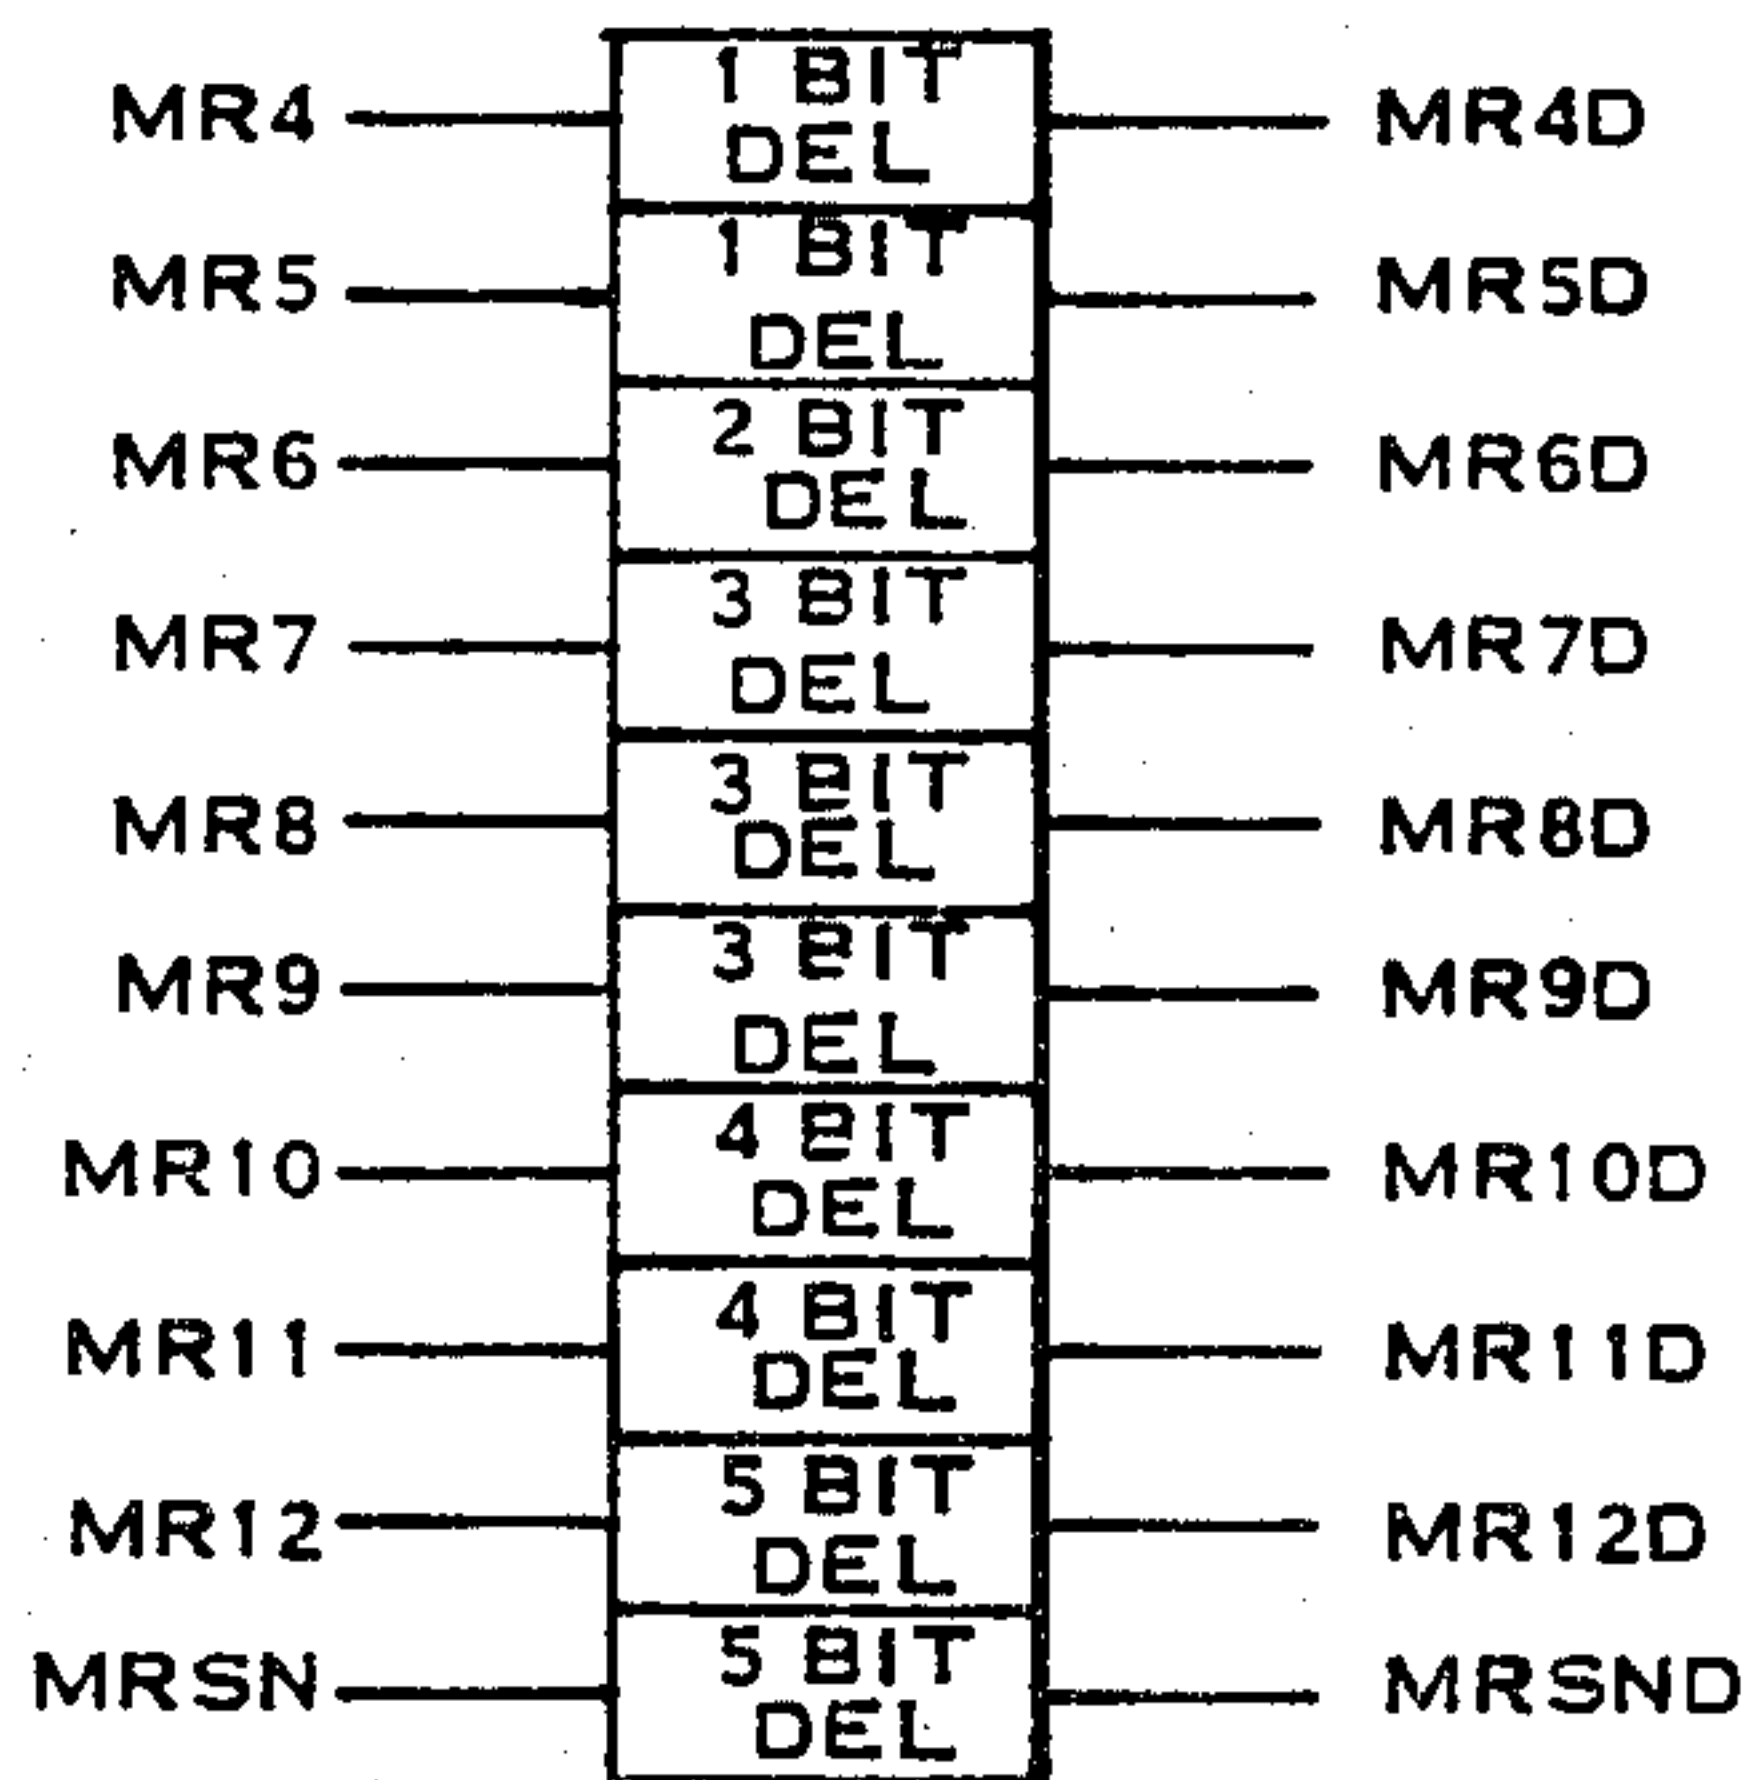 MR4 1 BIT DEL MR4D
MR5 1 BIT DEL MR5D
MR6 2 BIT DEL MR6D
MR7 3 BIT DEL MR7D
MR8 3 BIT DEL MR8D
MR9 3 BIT DEL MR9D
MR10 4 BIT DEL MR10D
MR11 4 BIT DEL MR11D
MR12 5 BIT DEL MR12D
MRSN 5 BIT DEL MRSND